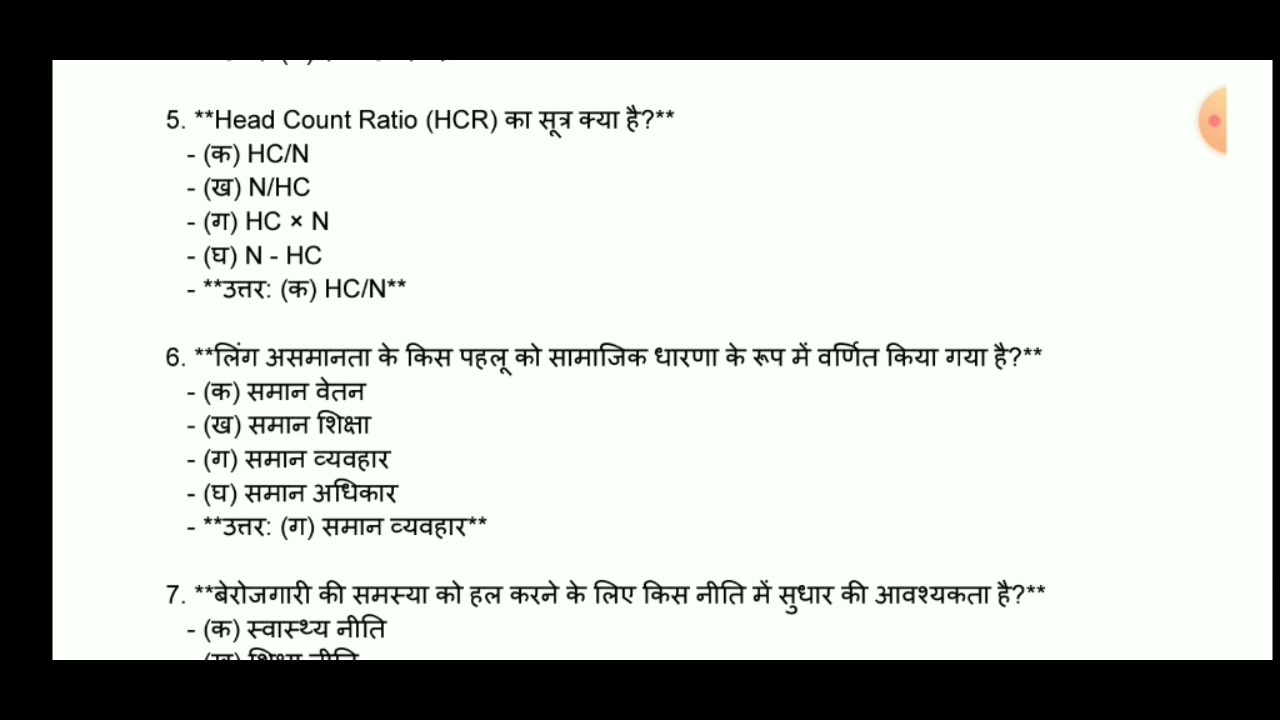 5. **Head Count Ratio (HCR) का सूत्र क्या है?**
- (क) HC/N
- (ख) N/HC
- (ग) HC × N
- (घ) N - HC
- **उत्तर: (क) HC/N**
6. **लिंग असमानता के किस पहलू को सामाजिक धारणा के रूप में वर्णित किया गया है?**
- (क) समान वेतन
- (ख) समान शिक्षा
- (ग) समान व्यवहार
- (घ) समान अधिकार
- **उत्तर: (ग) समान व्यवहार**
7. **बेरोजगारी की समस्या को हल करने के लिए किस नीति में सुधार की आवश्यकता है?**
- (क) स्वास्थ्य नीति
- (ख) शिक्षा नीति